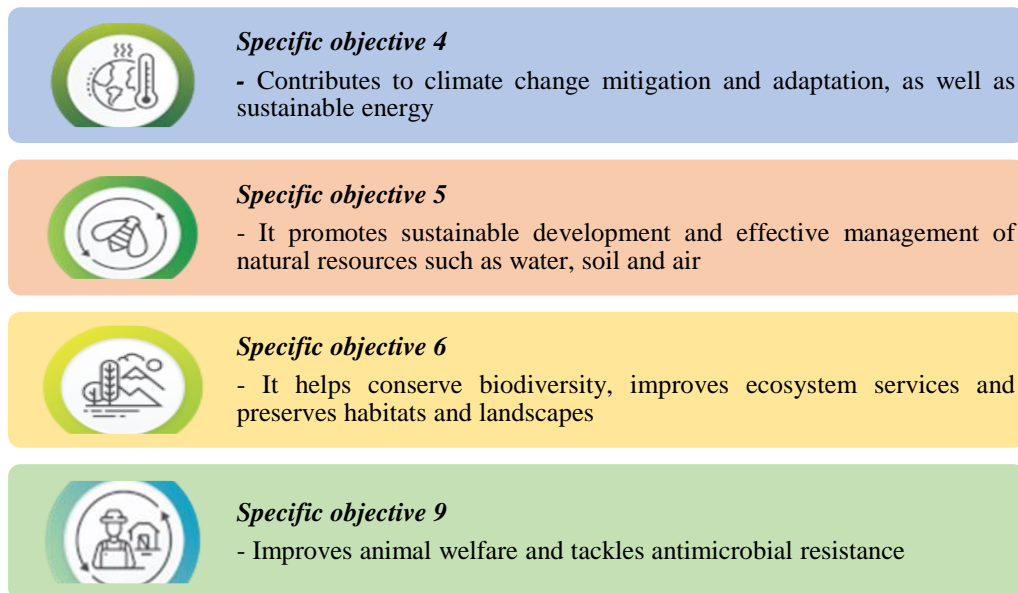 Specific objective 4
- Contributes to climate change mitigation and adaptation, as well as
sustainable energy
Specific objective 5
- It promotes sustainable development and effective management of
natural resources such as water, soil and air
Specific objective 6
- It helps conserve biodiversity, improves ecosystem services and
preserves habitats and landscapes
Specific objective 9
- Improves animal welfare and tackles antimicrobial resistance